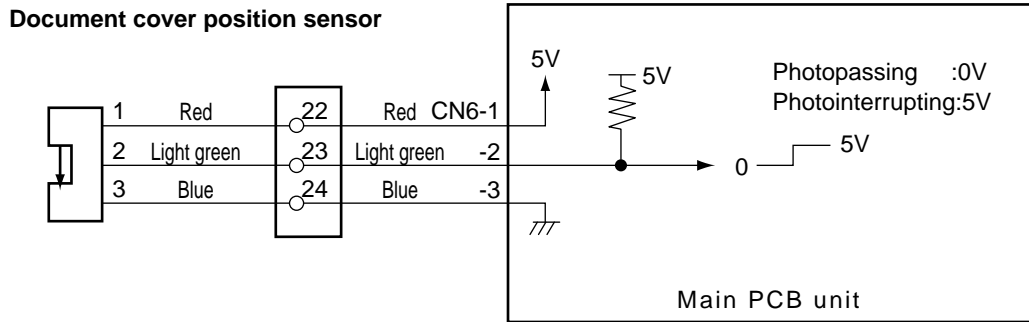 Document cover position sensor
5V
5V
Photopassing :0V
Photointerrupting:5V
1 Red 22 Red CN6-1
2 Light green 23 Light green -2
0 5V
3 Blue 24 Blue -3
Main PCB unit